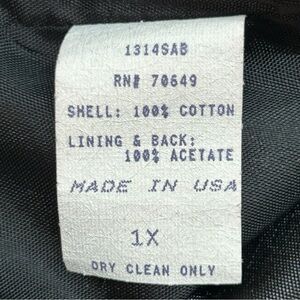 1314SAB
RN# 70649
SHELL: 100% COTTON
LINING & BACK:
100% ACETATE
MADE IN USA
1X
DRY CLEAN ONLY